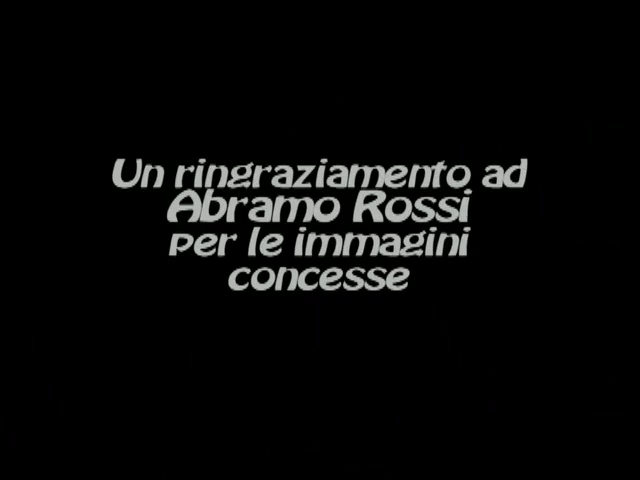 Un ringraziamento ad
Abramo Rossi
per le immagini
concesse